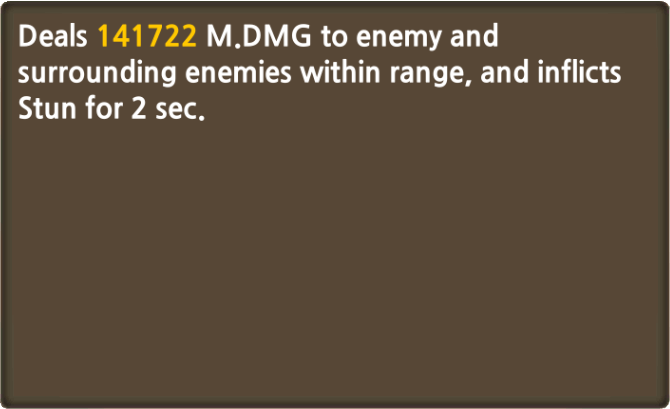 Deals 141722 M.DMG to enemy and
surrounding enemies within range, and inflicts
Stun for 2 sec.